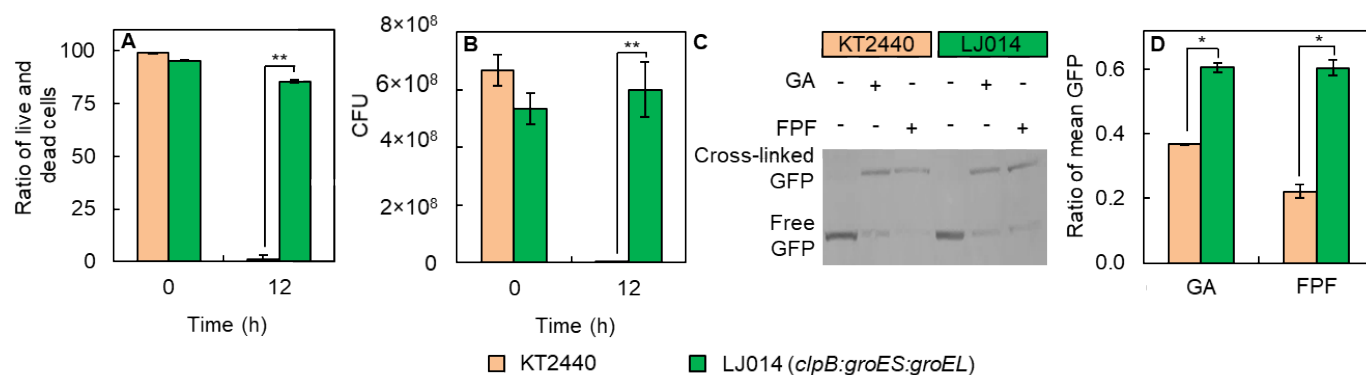 A
Ratio of live and
dead cells
100
75
50
25
0
**
0 12
Time (h)
B
CFU
8×10⁸
6×10⁸
4×10⁸
2×10⁸
0
**
0 12
Time (h)
C
KT2440 LJ014
GA - + - - + -
FPF - - + - - +
Cross-linked
GFP
Free
GFP
D
Ratio of mean GFP
0.6
0.4
0.2
0.0
* *
GA FPF
KT2440 LJ014 (clpB:groES:groEL)